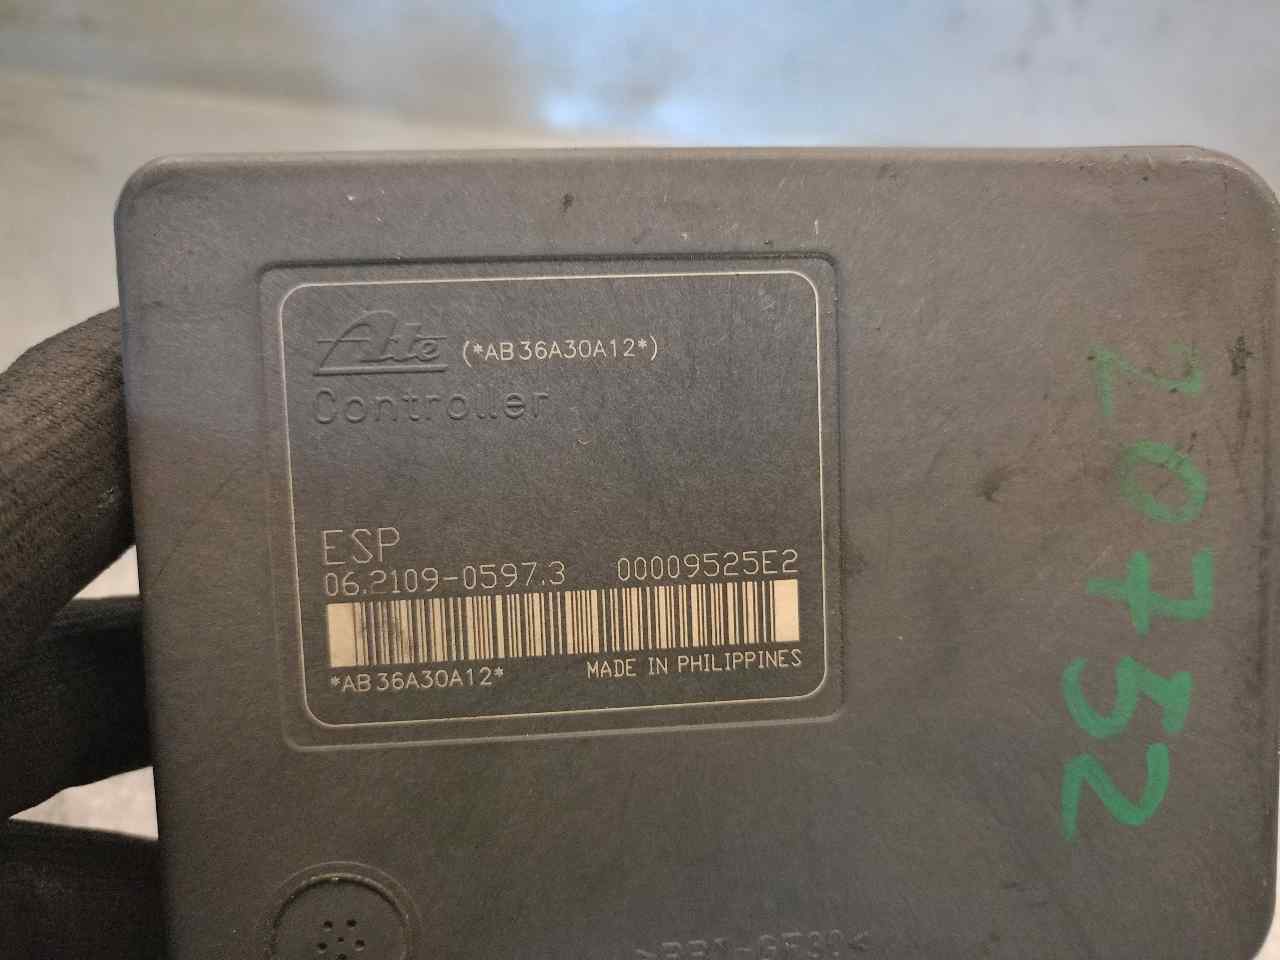 Ate (*AB36A30A12*)
Controller
ESP
06.2109-0597.3 00009525E2
*AB36A30A12* MADE IN PHILIPPINES
20752